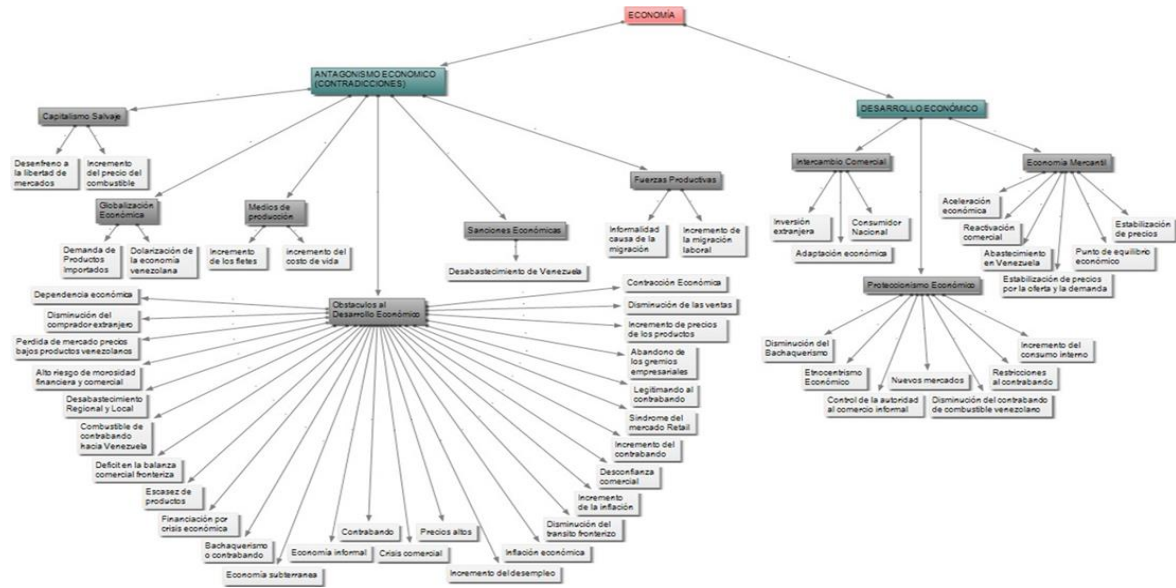 ECONOMÍA
ANTAGONISMO ECONÓMICO
(CONTRADICCIONES)
Capitalismo Salvaje
Desenfreno a
la libertad de
mercados
Incremento
del precio del
combustible
Globalización
Económica
Demanda de
Productos
Importados
Dolarización de
la economía
venezolana
Medios de
producción
Incremento
de los fletes
incremento del
costo de vida
Sanciones Económicas
Desabastecimiento de Venezuela
Fuerzas Productivas
Informalidad
causa de la
migración
Incremento de
la migración
laboral
Obstaculos al
Desarrollo Económico
Dependencia económica
Disminución del
comprador extranjero
Perdida de mercado precios
bajos productos venezolanos
Alto riesgo de morosidad
financiera y comercial
Desabastecimiento
Regional y Local
Combustible de
contrabando
hacia Venezuela
Deficit en la balanza
comercial fronteriza
Escasez de
productos
Financiación por
crisis económica
Bachaquerismo
o contrabando
Economía subterranea
Economía informal
Contrabando
Crisis comercial
Precios altos
Incremento del desempleo
Inflación económica
Disminución del
transito fronterizo
Incremento
de la inflación
Desconfianza
comercial
Incremento del
contrabando
Sindrome del
mercado Retail
Legitimando al
contrabando
Abandono de
los gremios
empresariales
Incremento de precios
de los productos
Disminución de las ventas
Contracción Económica
DESARROLLO ECONÓMICO
Intercambio Comercial
Inversión
extranjera
Adaptación económica
Consumidor
Nacional
Economía Mercantil
Aceleración
económica
Reactivación
comercial
Abastecimiento
en Venezuela
Estabilización de precios
por la oferta y la demanda
Punto de equilibrio
económico
Estabilización
de precios
Proteccionismo Económico
Disminución del
Bachaquerismo
Etnocentrismo
Económico
Control de la autoridad
al comercio informal
Nuevos mercados
Disminución del contrabando
de combustible venezolano
Restricciones
al contrabando
Incremento del
consumo interno